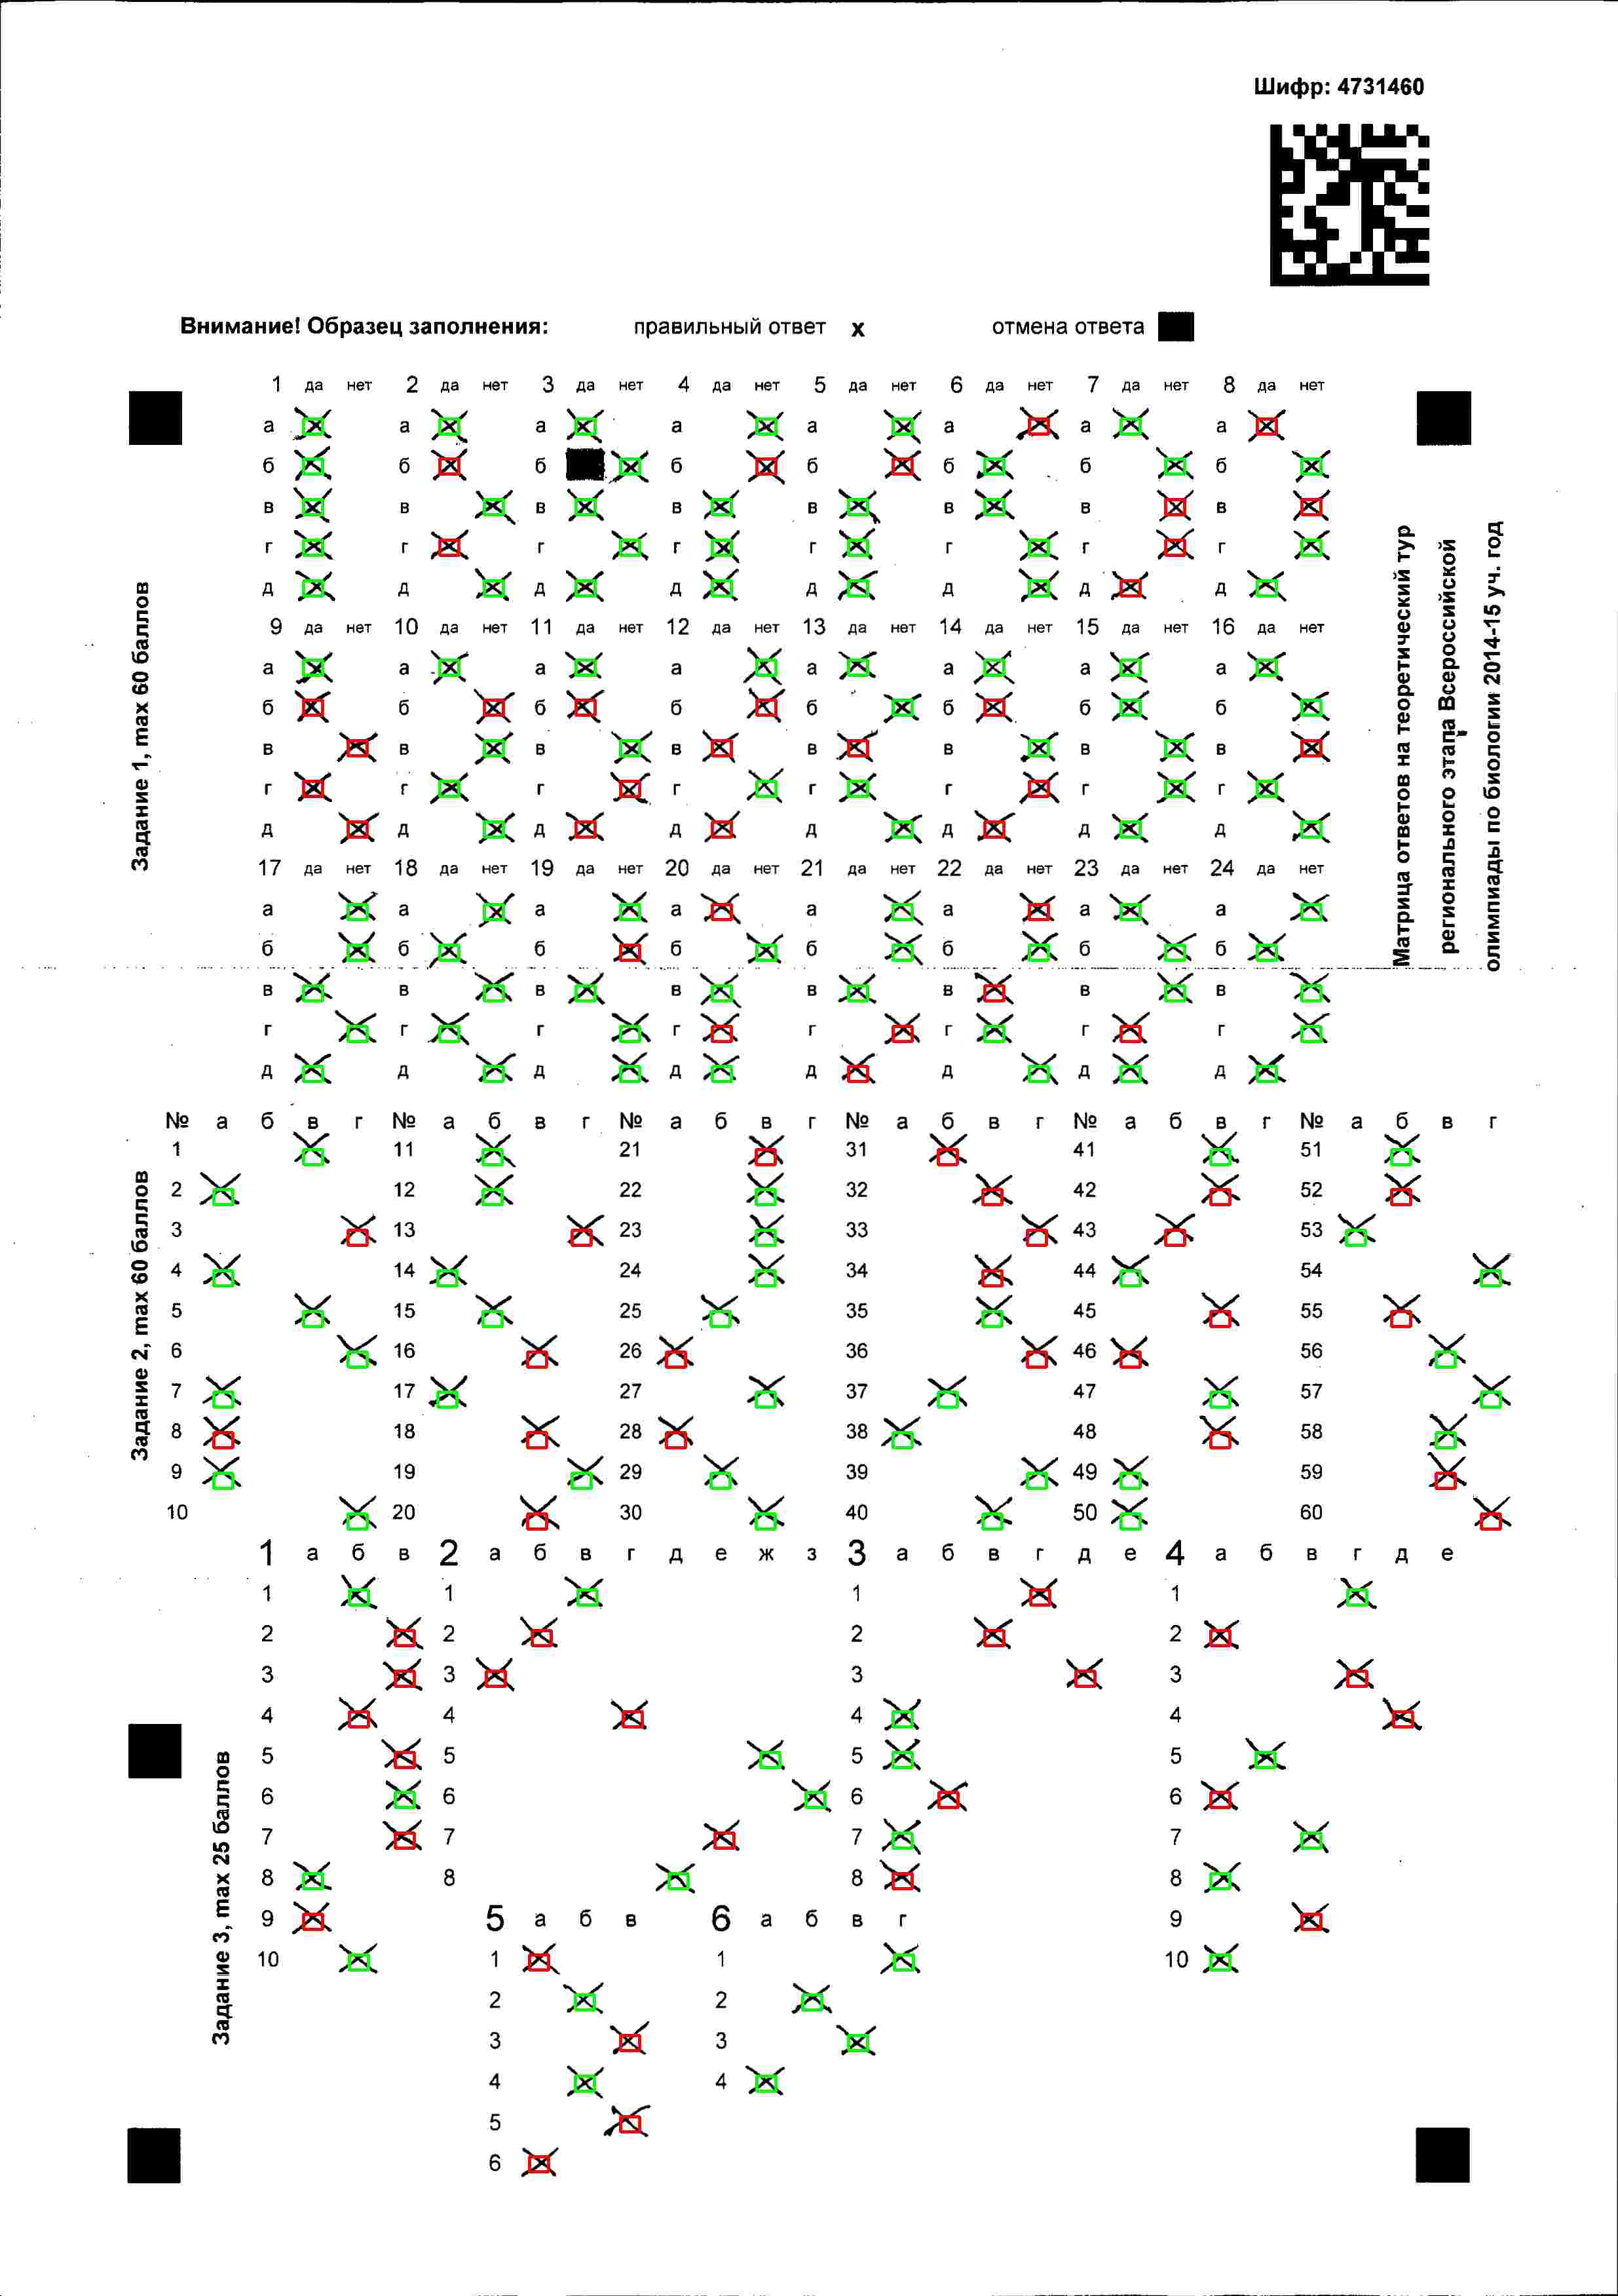 Шифр: 4731460
Внимание! Образец заполнения: правильный ответ x отмена ответа
1 да нет 2 да нет 3 да нет 4 да нет 5 да нет 6 да нет 7 да нет 8 да нет
а а а а а а а а
б б б б б б б б
в в в в в в в в
г г г г г г г г
д д д д д д д д
9 да нет 10 да нет 11 да нет 12 да нет 13 да нет 14 да нет 15 да нет 16 да нет
а а а а а а а а
б б б б б б б б
в в в в в в в в
г г г г г г г г
д д д д д д д д
17 да нет 18 да нет 19 да нет 20 да нет 21 да нет 22 да нет 23 да нет 24 да нет
а а а а а а а а
б б б б б б б б
в в в в в в в в
г г г г г г г г
д д д д д д д д
Задание 1, max 60 баллов
Матрица ответов на теоретический тур
регионального этапа Всероссийской
олимпиады по биологии 2014-15 уч. год
№ а б в г № а б в г № а б в г № а б в г № а б в г № а б в г
1 11 21 31 41 51
2 12 22 32 42 52
3 13 23 33 43 53
4 14 24 34 44 54
5 15 25 35 45 55
6 16 26 36 46 56
7 17 27 37 47 57
8 18 28 38 48 58
9 19 29 39 49 59
10 20 30 40 50 60
Задание 2, max 60 баллов
1 а б в 2 а б в г д е ж з 3 а б в г д е 4 а б в г д е
1 1 1 1
2 2 2 2
3 3 3 3
4 4 4 4
5 5 5 5
6 6 6 6
7 7 7 7
8 8 8 8
9 5 а б в 6 а б в г 9
10 1 1 10
2 2
3 3
4 4
5
6
Задание 3, max 25 баллов